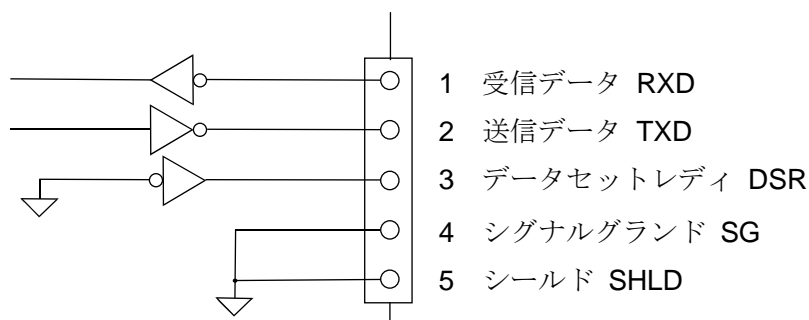 1 受信データ RXD
2 送信データ TXD
3 データセットレディ DSR
4 シグナルグランド SG
5 シールド SHLD